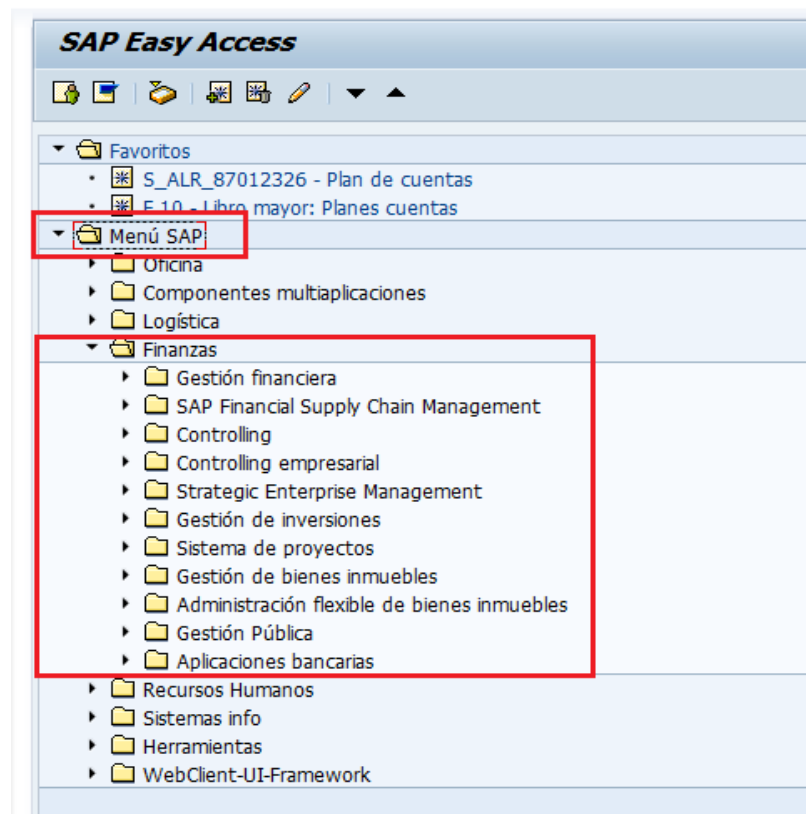 SAP Easy Access
Favoritos
S_ALR_87012326 - Plan de cuentas
F.10 - Libro mayor: Planes cuentas
Menú SAP
Oficina
Componentes multiaplicaciones
Logística
Finanzas
Gestión financiera
SAP Financial Supply Chain Management
Controlling
Controlling empresarial
Strategic Enterprise Management
Gestión de inversiones
Sistema de proyectos
Gestión de bienes inmuebles
Administración flexible de bienes inmuebles
Gestión Pública
Aplicaciones bancarias
Recursos Humanos
Sistemas info
Herramientas
WebClient-UI-Framework